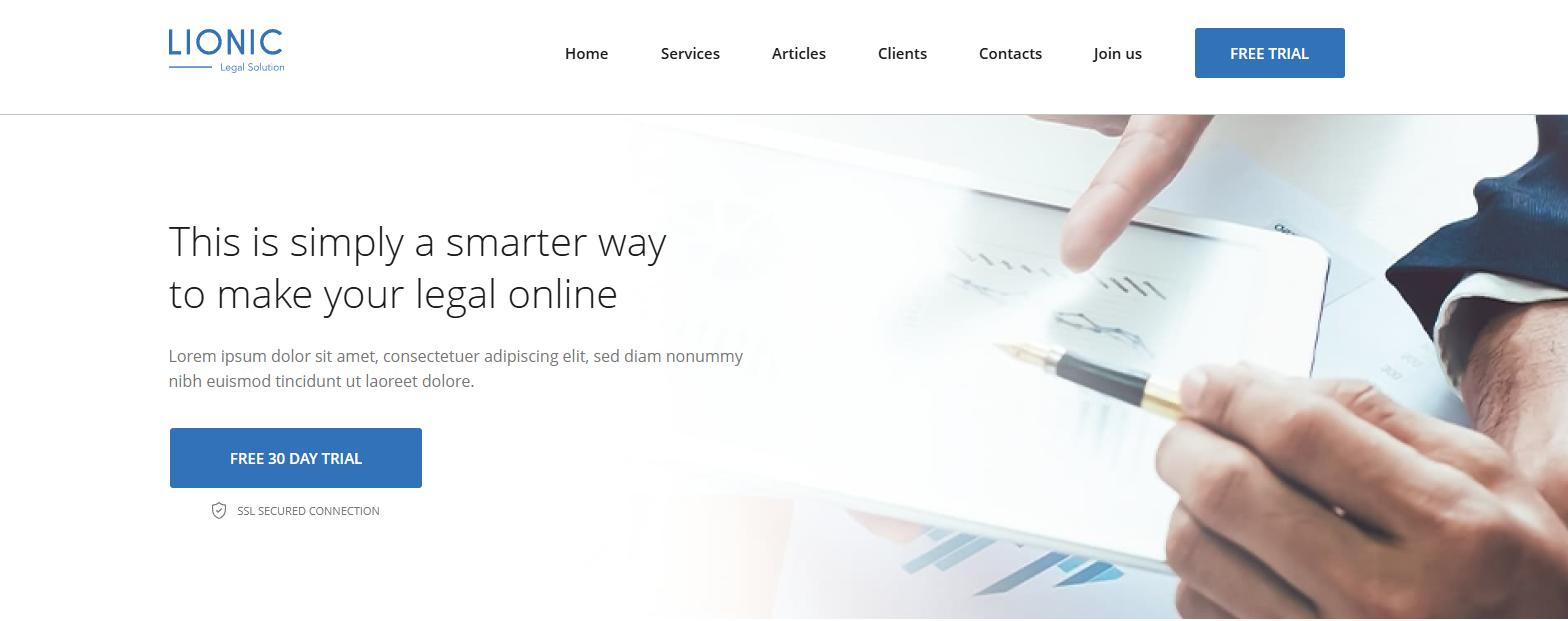 LIONIC
Legal Solution
Home
Services
Articles
Clients
Contacts
Join us
FREE TRIAL
This is simply a smarter way
to make your legal online
Lorem ipsum dolor sit amet, consectetuer adipiscing elit, sed diam nonummy
nibh euismod tincidunt ut laoreet dolore.
FREE 30 DAY TRIAL
SSL SECURED CONNECTION